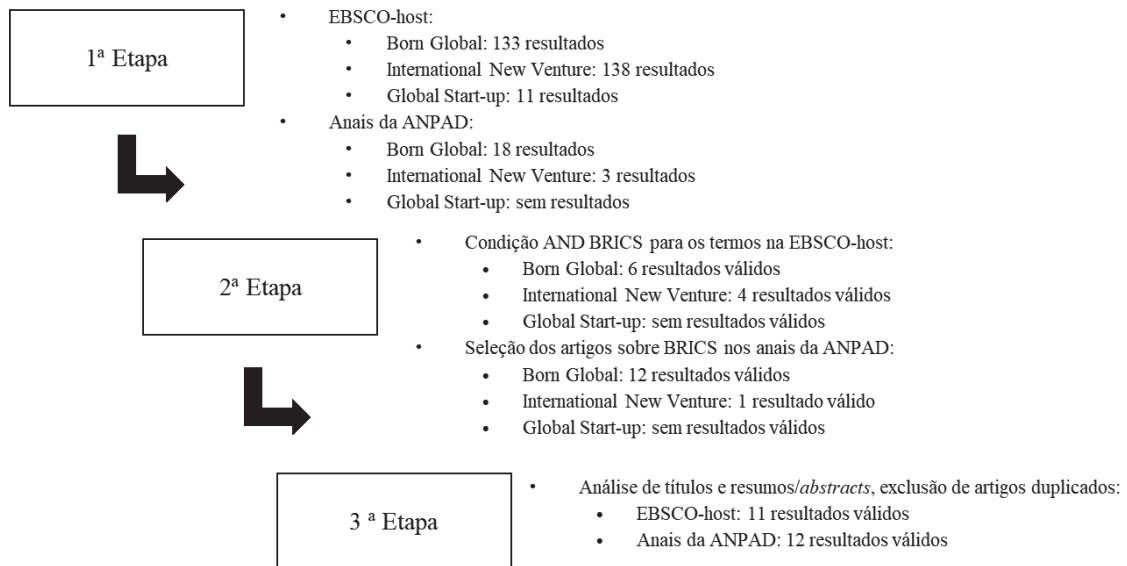 1ª Etapa
• EBSCO-host:
• Born Global: 133 resultados
• International New Venture: 138 resultados
• Global Start-up: 11 resultados
• Anais da ANPAD:
• Born Global: 18 resultados
• International New Venture: 3 resultados
• Global Start-up: sem resultados
2ª Etapa
• Condição AND BRICS para os termos na EBSCO-host:
• Born Global: 6 resultados válidos
• International New Venture: 4 resultados válidos
• Global Start-up: sem resultados válidos
• Seleção dos artigos sobre BRICS nos anais da ANPAD:
• Born Global: 12 resultados válidos
• International New Venture: 1 resultado válido
• Global Start-up: sem resultados válidos
3 ª Etapa
• Análise de títulos e resumos/abstracts, exclusão de artigos duplicados:
• EBSCO-host: 11 resultados válidos
• Anais da ANPAD: 12 resultados válidos